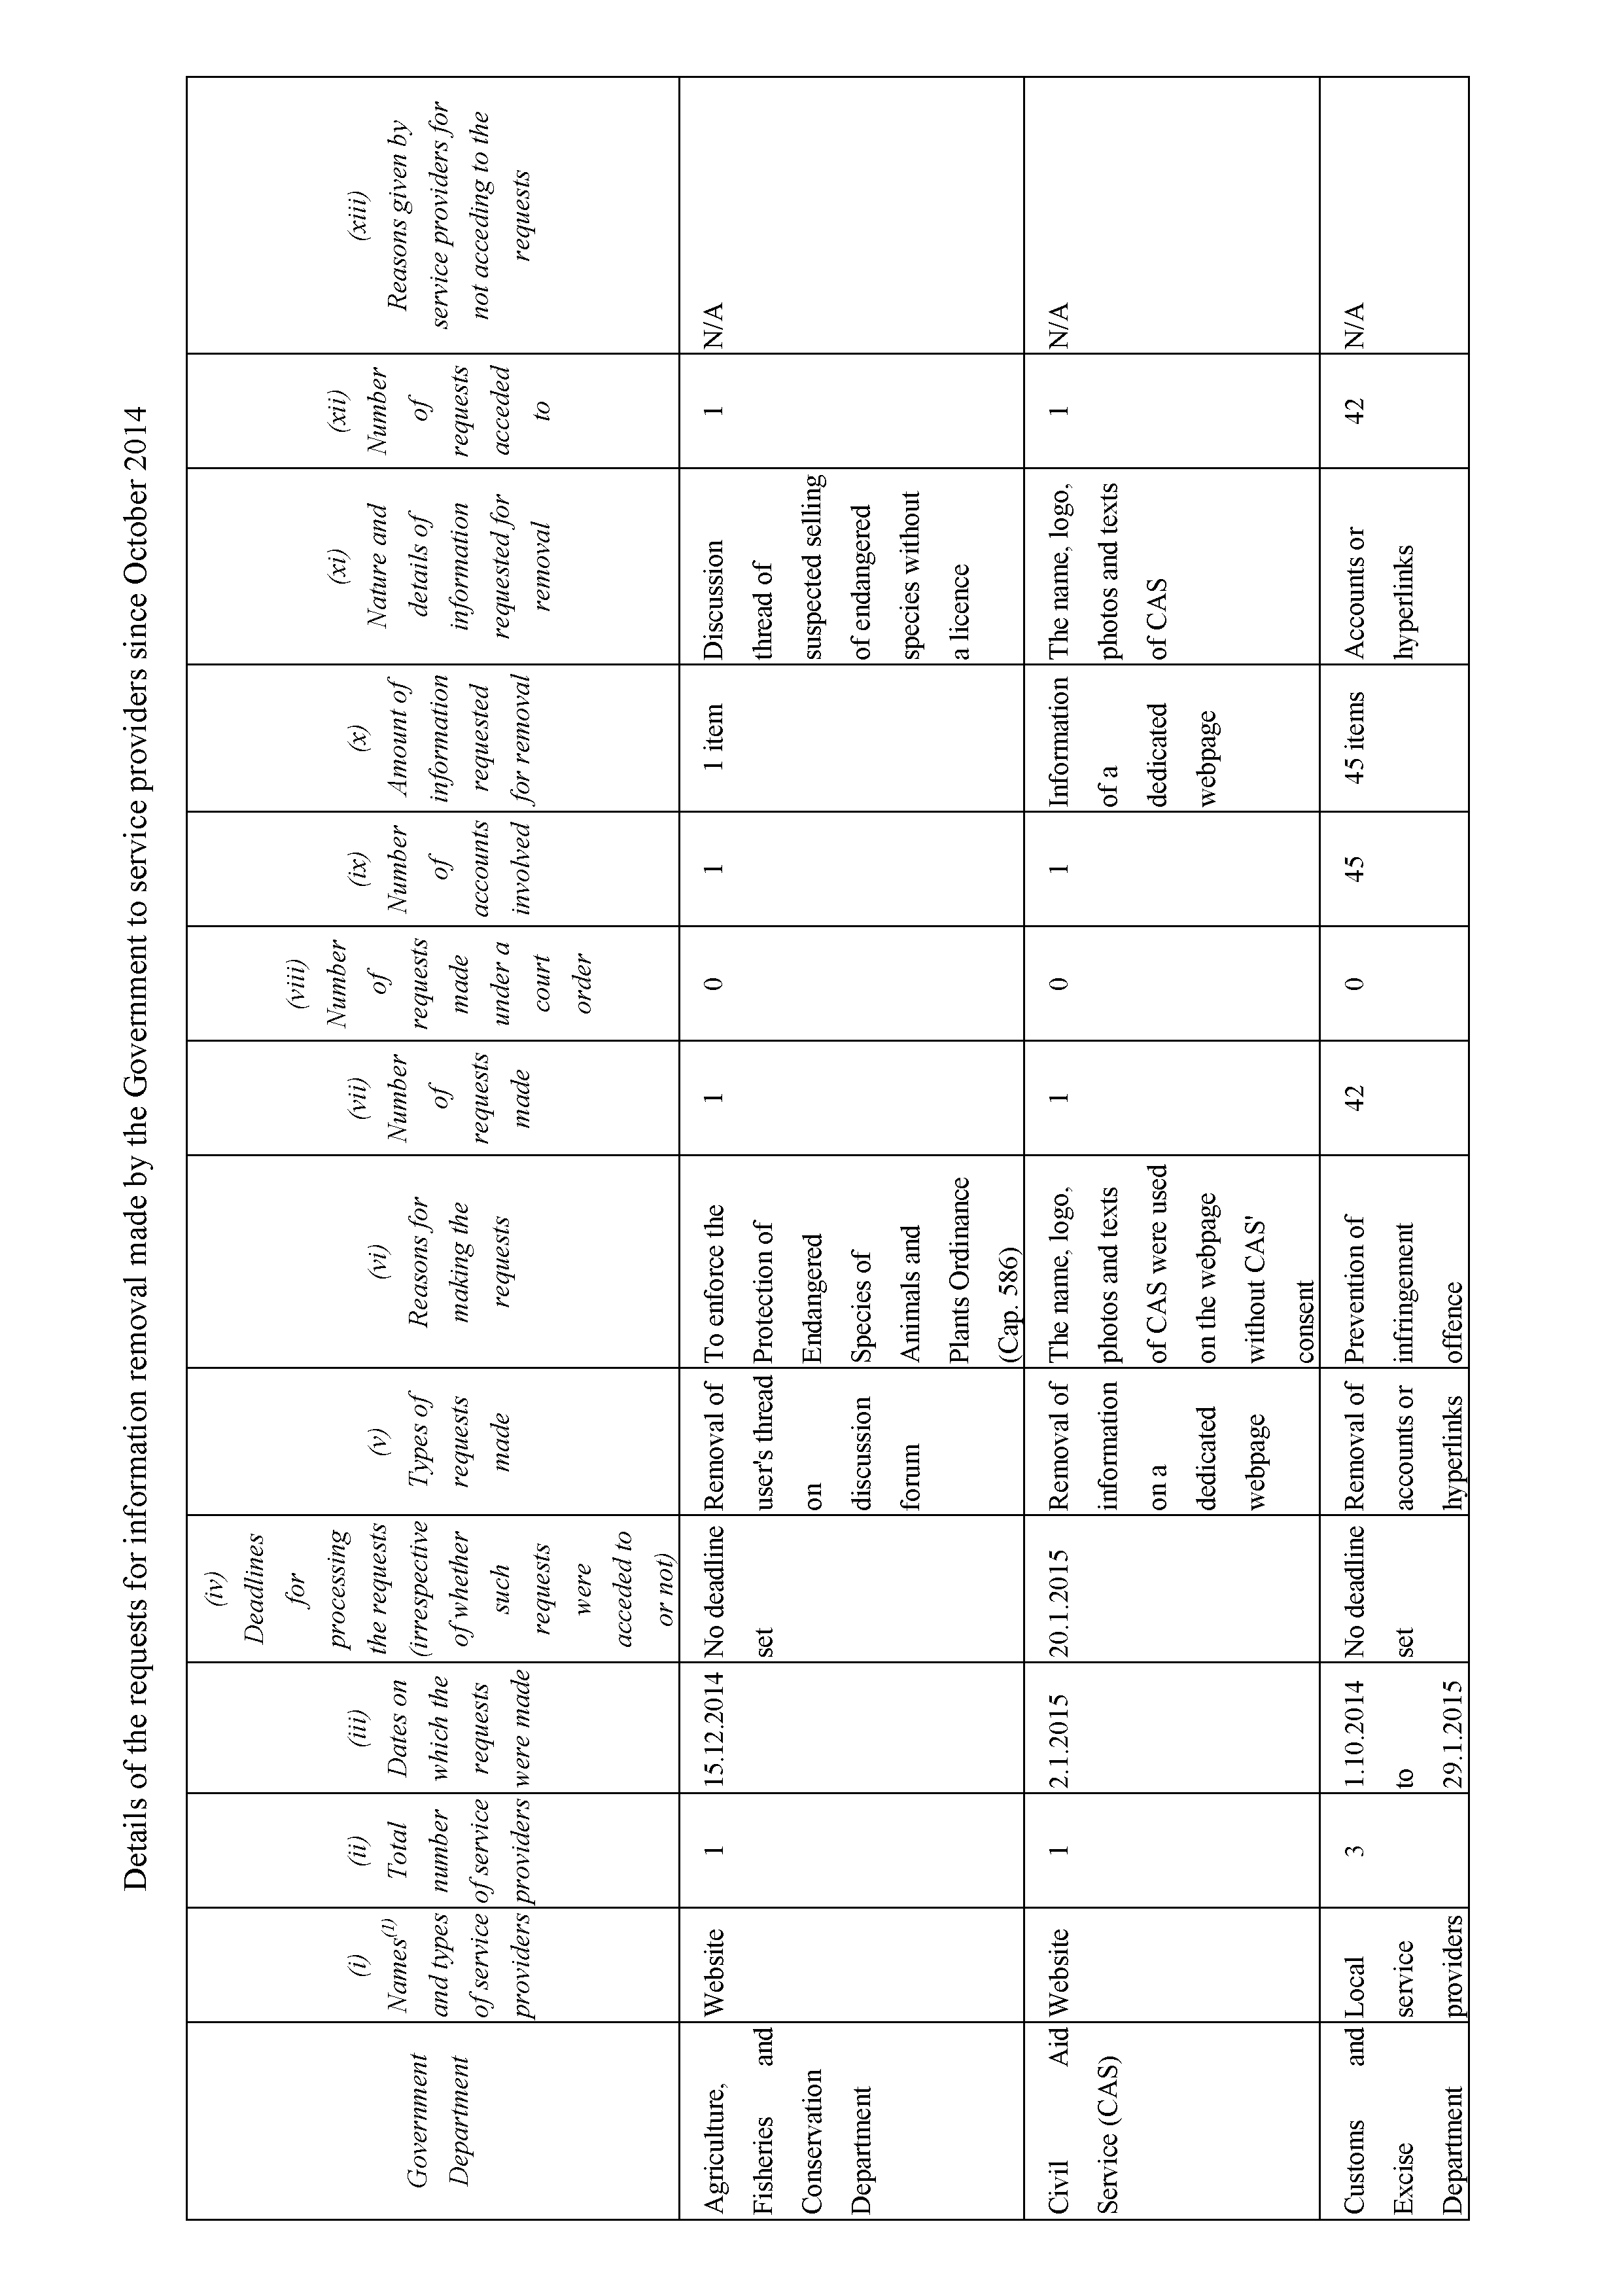 Details of the requests for information removal made by the Government to service providers since October 2014
Government
Department
(i)
Names(1)
and types
of service
providers
(ii)
Total
number
of service
providers
(iii)
Dates on
which the
requests
were made
(iv)
Deadlines
for
processing
the requests
(irrespective
of whether
such
requests
were
acceded to
or not)
(v)
Types of
requests
made
(vi)
Reasons for
making the
requests
(vii)
Number
of
requests
made
(viii)
Number
of
requests
made
under a
court
order
(ix)
Number
of
accounts
involved
(x)
Amount of
information
requested
for removal
(xi)
Nature and
details of
information
requested for
removal
(xii)
Number
of
requests
acceded
to
(xiii)
Reasons given by
service providers for
not acceding to the
requests
Agriculture,
Fisheries and
Conservation
Department
Website
1
15.12.2014
No deadline
set
Removal of
user's thread
on
discussion
forum
To enforce the
Protection of
Endangered
Species of
Animals and
Plants Ordinance
(Cap. 586)
1
0
1
1 item
Discussion
thread of
suspected selling
of endangered
species without
a licence
1
N/A
Civil Aid
Service (CAS)
Website
1
2.1.2015
20.1.2015
Removal of
information
on a
dedicated
webpage
The name, logo,
photos and texts
of CAS were used
on the webpage
without CAS'
consent
1
0
1
Information
of a
dedicated
webpage
The name, logo,
photos and texts
of CAS
1
N/A
Customs and
Excise
Department
Local
service
providers
3
1.10.2014
to
29.1.2015
No deadline
set
Removal of
accounts or
hyperlinks
Prevention of
infringement
offence
42
0
45
45 items
Accounts or
hyperlinks
42
N/A